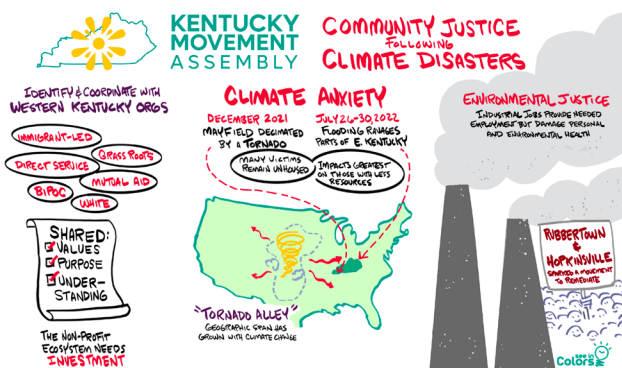 KENTUCKY
MOVEMENT
ASSEMBLY
COMMUNITY JUSTICE
FOLLOWING
CLIMATE DISASTERS
IDENTIFY & COORDINATE WITH
WESTERN KENTUCKY ORGS
IMMIGRANT-LED
GRASS ROOTS
DIRECT SERVICE
MUTUAL AID
BIPOC
WHITE
SHARED:
VALUES
PURPOSE
UNDER-
STANDING
THE NON-PROFIT
ECOSYSTEM NEEDS
INVESTMENT
CLIMATE ANXIETY
DECEMBER 2021
MAYFIELD DECIMATED
BY A TORNADO
JULY 26-30, 2022
FLOODING RAVAGES
PARTS OF E. KENTUCKY
MANY VICTIMS
REMAIN UNHOUSED
IMPACTS GREATEST
ON THOSE WITH LESS
RESOURCES
"TORNADO ALLEY"
GEOGRAPHIC SPAN HAS
GROWN WITH CLIMATE CHANGE
ENVIRONMENTAL JUSTICE
INDUSTRIAL JOBS PROVIDE NEEDED
EMPLOYMENT BUT DAMAGE PERSONAL
AND ENVIRONMENTAL HEALTH
RUBBERTOWN
&
HOPKINSVILLE
SPARKED A MOVEMENT
TO REMEDIATE
see in
Colors